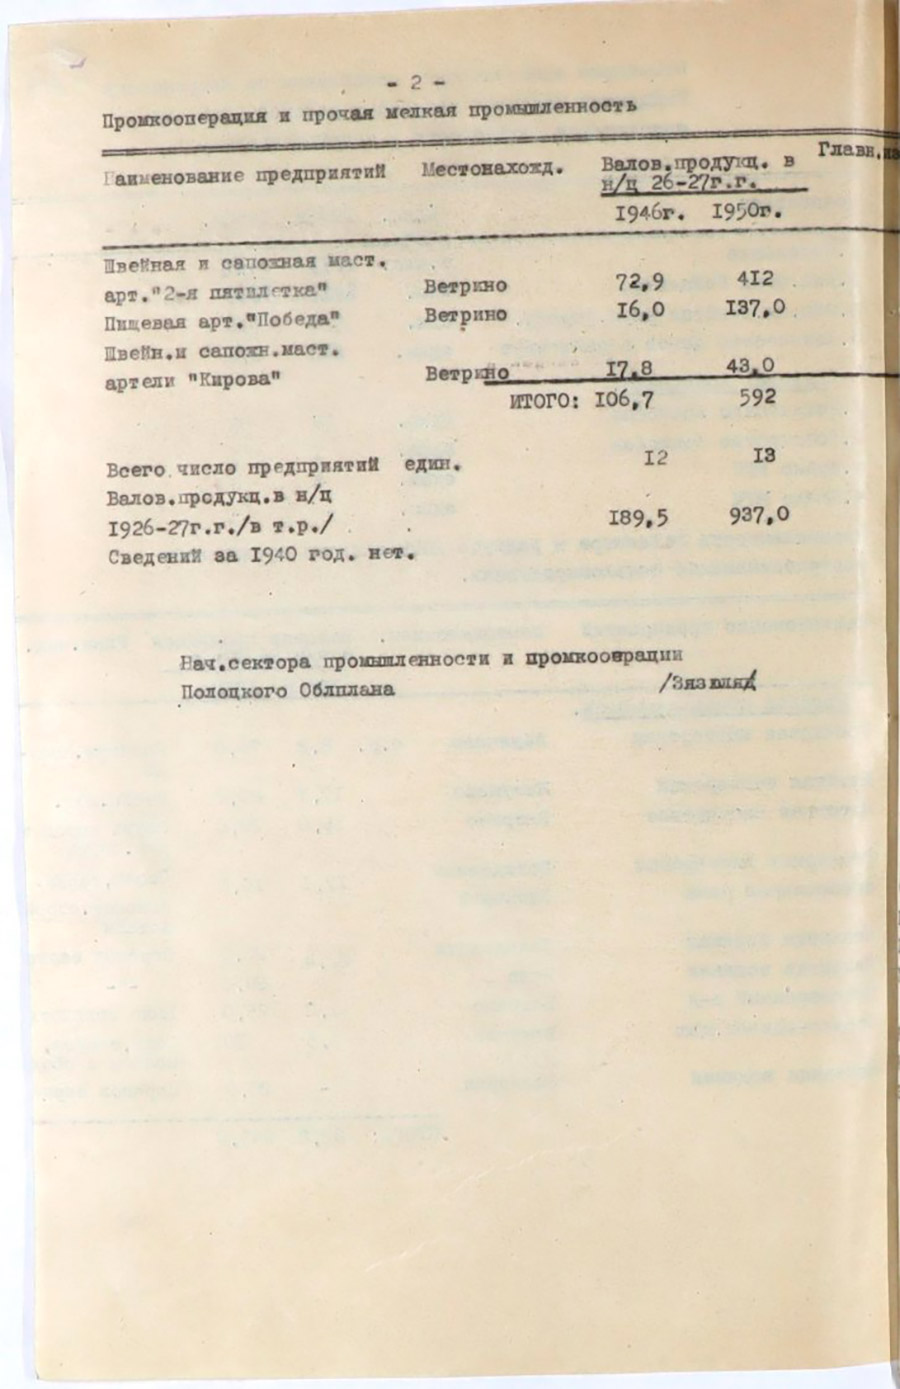 - 2 -
Промкооперация и прочая мелкая промышленность
Наименование предприятий Местонахожд. Валов.продукц. в Главн.из
н/ц 26-27г.г.
1946г. 1950г.
Швейная и сапожная маст.
арт."2-я пятилетка" Ветрино 72,9 412
Пищевая арт."Победа" Ветрино 16,0 137,0
Швейн.и сапожн.маст.
артели "Кирова" Ветрино 17,8 43,0
ИТОГО: 106,7 592
Всего число предприятий един. 12 13
Валов.продукц.в н/ц
1926-27г.г./в т.р./ 189,5 937,0
Сведений за 1940 год. нет.
Нач.сектора промышленности и промкооерации
Полоцкого Облплана